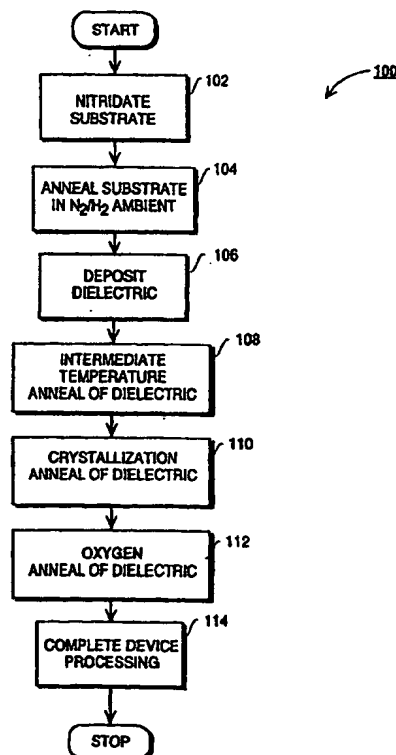 START
102
100
NITRIDATE
SUBSTRATE
104
ANNEAL SUBSTRATE
IN N2/H2 AMBIENT
106
DEPOSIT
DIELECTRIC
108
INTERMEDIATE
TEMPERATURE
ANNEAL OF DIELECTRIC
110
CRYSTALLIZATION
ANNEAL OF DIELECTRIC
112
OXYGEN
ANNEAL OF DIELECTRIC
114
COMPLETE DEVICE
PROCESSING
STOP